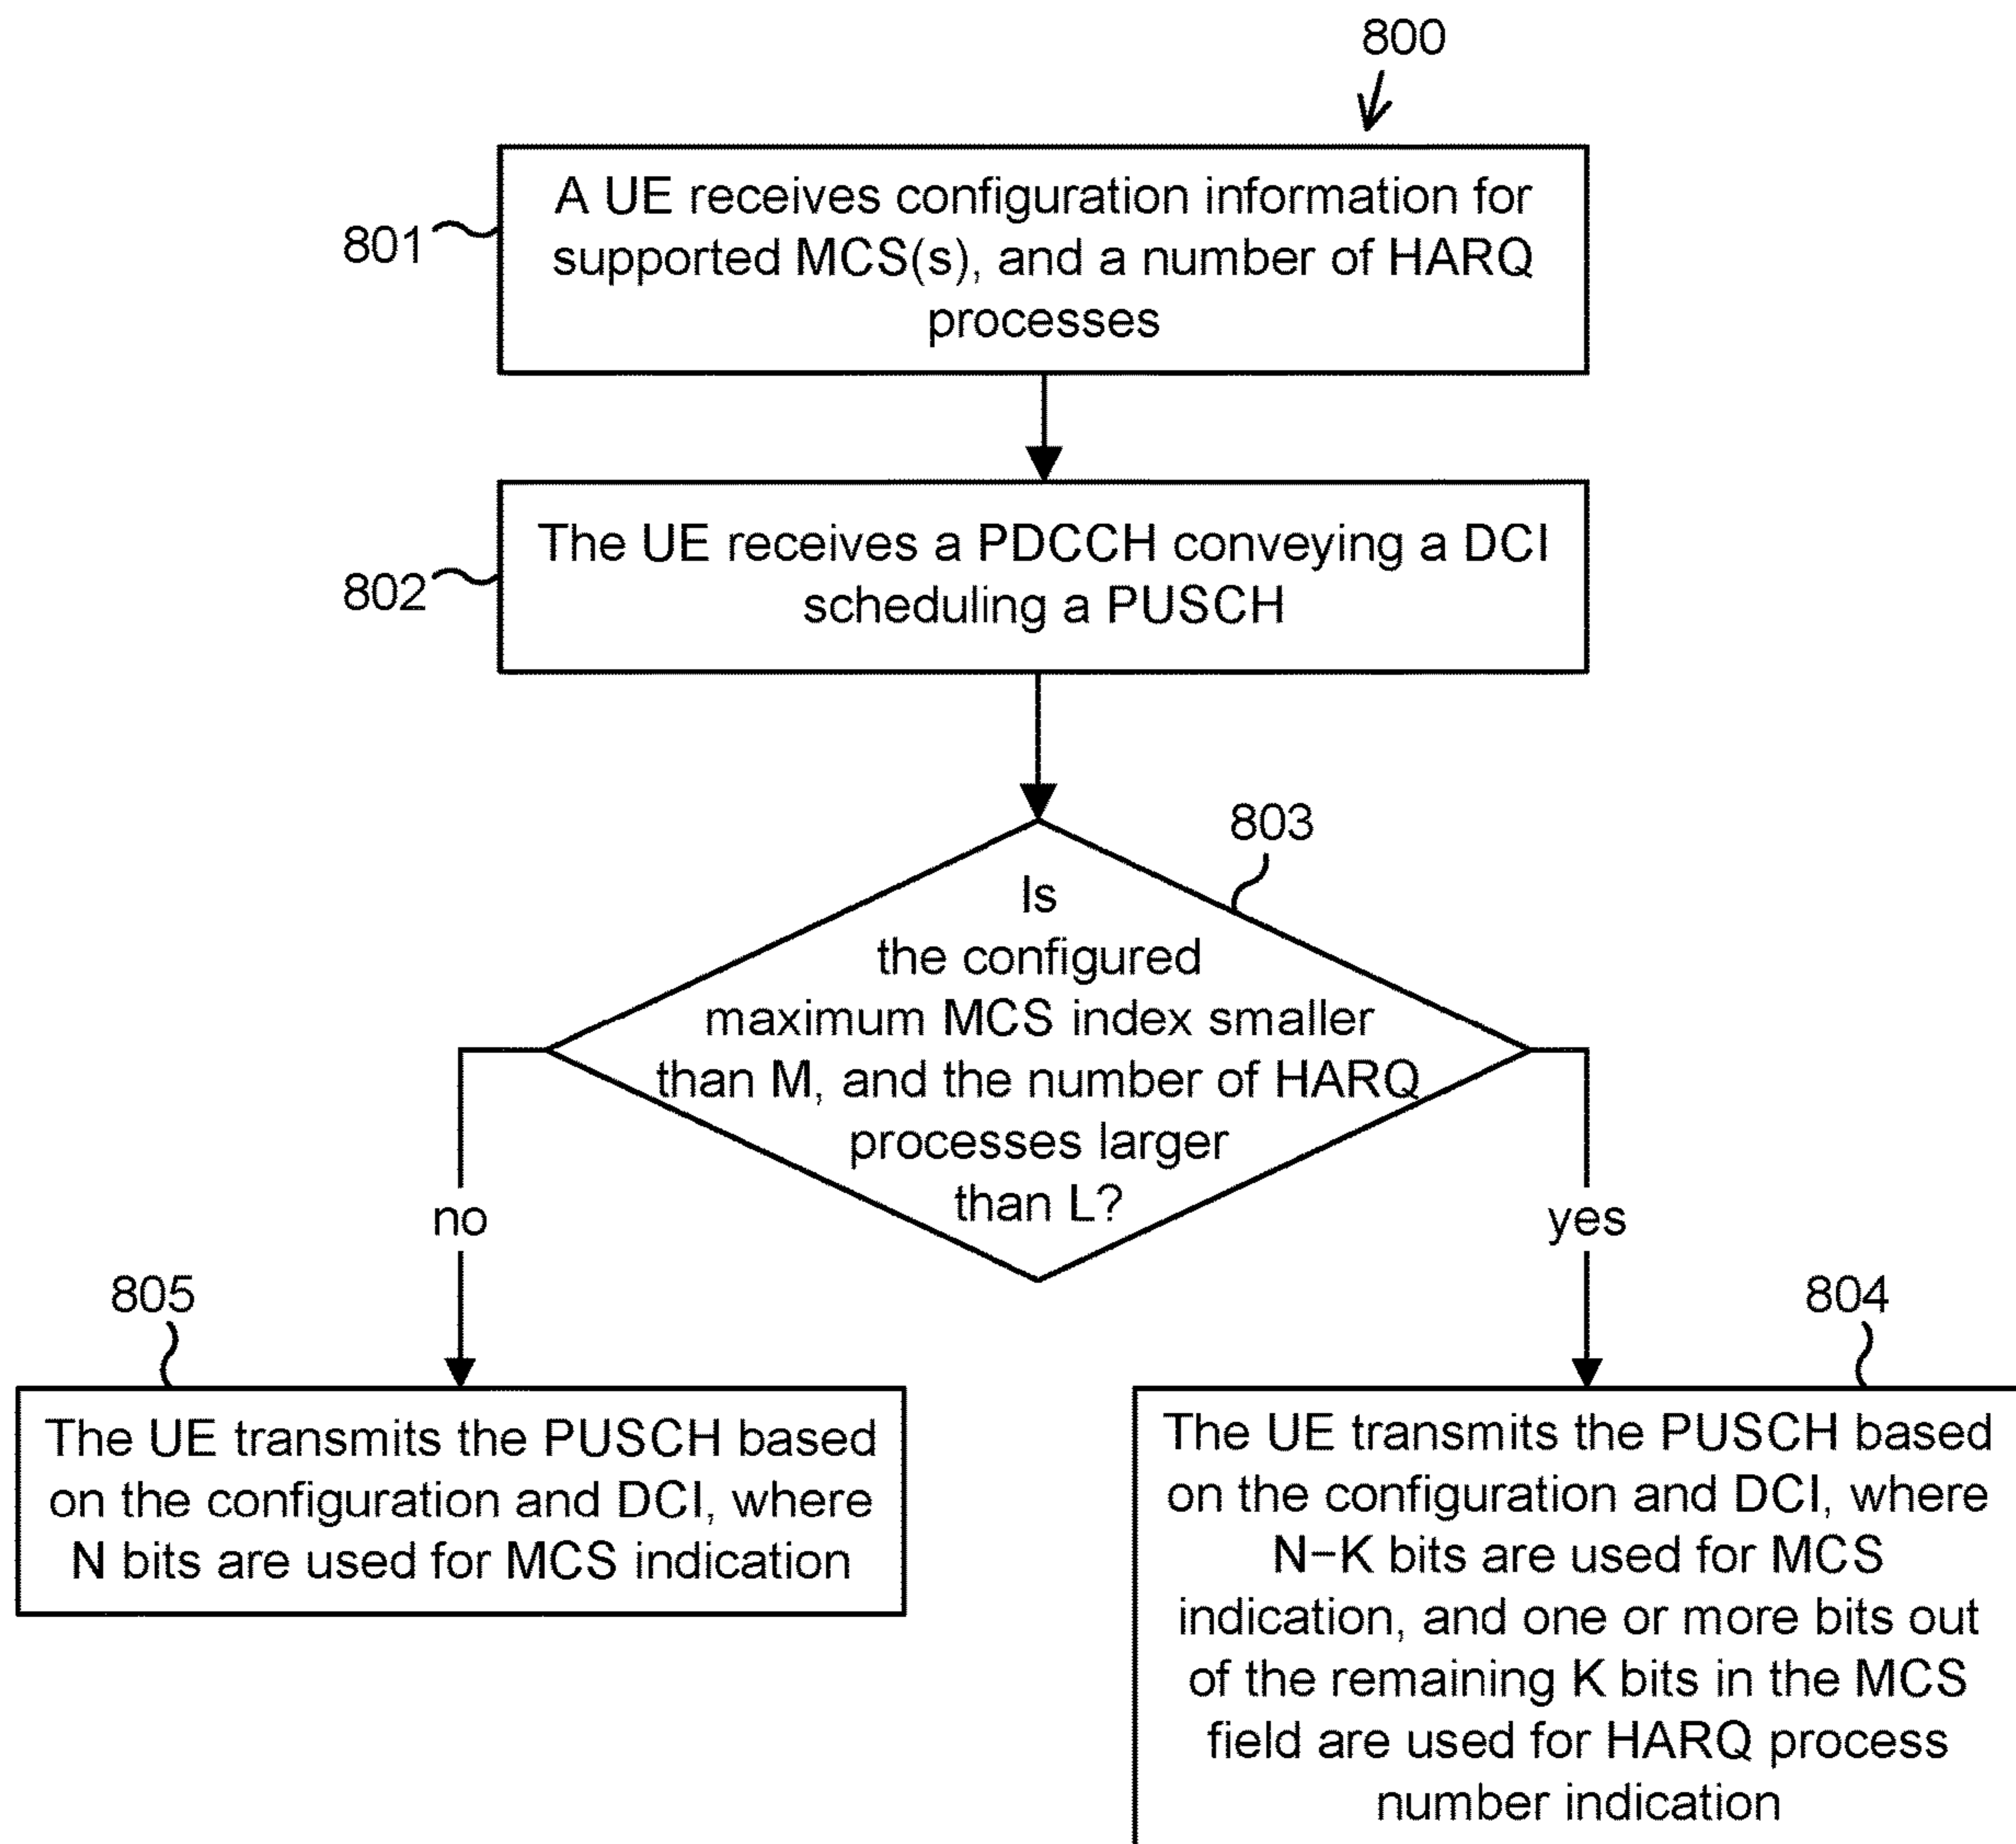 800
801
A UE receives configuration information for
supported MCS(s), and a number of HARQ
processes
802
The UE receives a PDCCH conveying a DCI
scheduling a PUSCH
803
Is
the configured
maximum MCS index smaller
than M, and the number of HARQ
processes larger
than L?
no
yes
805
The UE transmits the PUSCH based
on the configuration and DCI, where
N bits are used for MCS indication
804
The UE transmits the PUSCH based
on the configuration and DCI, where
N−K bits are used for MCS
indication, and one or more bits out
of the remaining K bits in the MCS
field are used for HARQ process
number indication